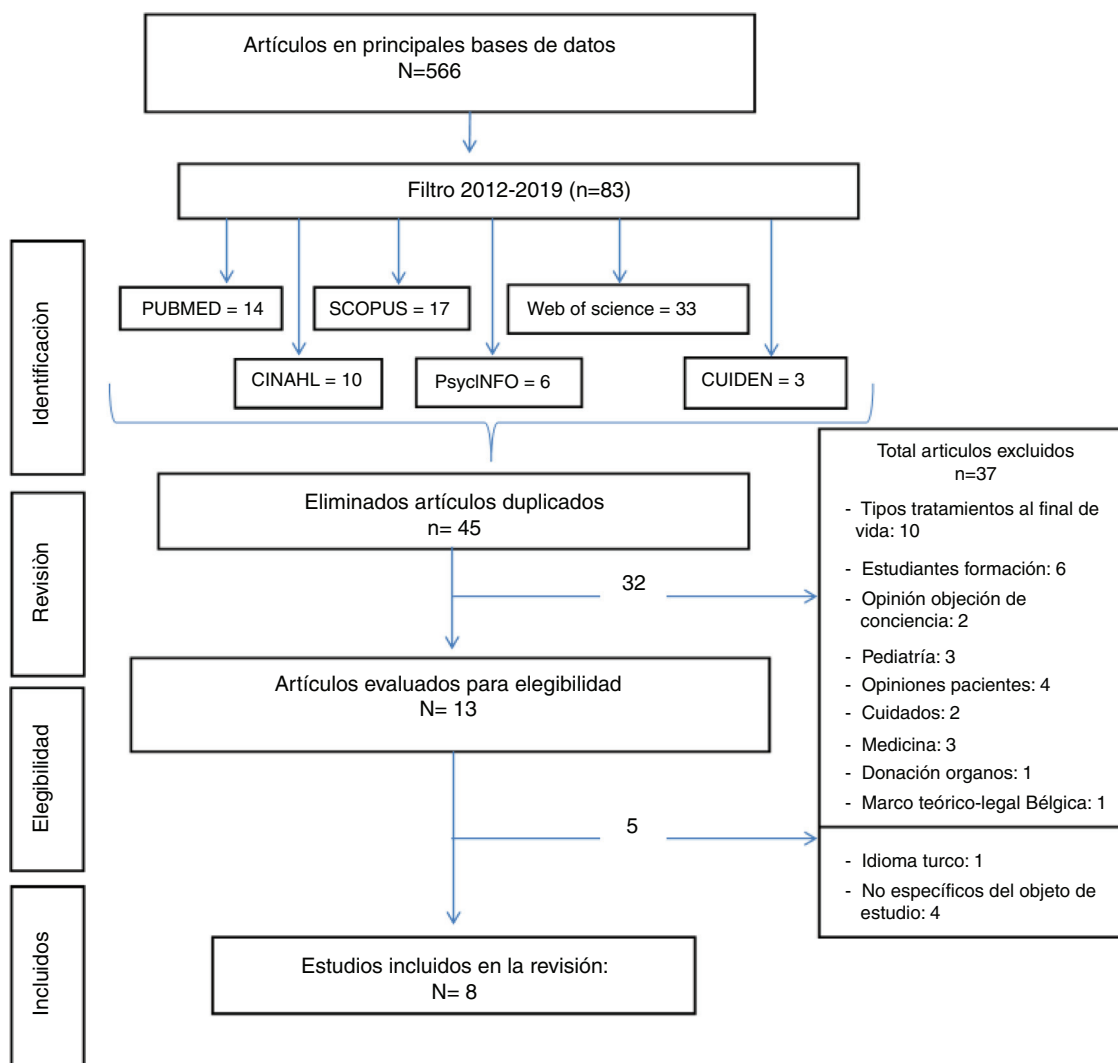 Artículos en principales bases de datos
N=566
Filtro 2012-2019 (n=83)
Identificaciòn
PUBMED = 14
SCOPUS = 17
Web of science = 33
CINAHL = 10
PsycINFO = 6
CUIDEN = 3
Revisiòn
Eliminados artículos duplicados
n= 45
32
Total articulos excluidos
n=37
- Tipos tratamientos al final de
vida: 10
- Estudiantes formación: 6
- Opinión objeción de
conciencia: 2
- Pediatría: 3
- Opiniones pacientes: 4
- Cuidados: 2
- Medicina: 3
- Donación organos: 1
- Marco teórico-legal Bélgica: 1
Elegibilidad
Artículos evaluados para elegibilidad
N= 13
5
- Idioma turco: 1
- No específicos del objeto de
estudio: 4
Incluidos
Estudios incluidos en la revisión:
N= 8